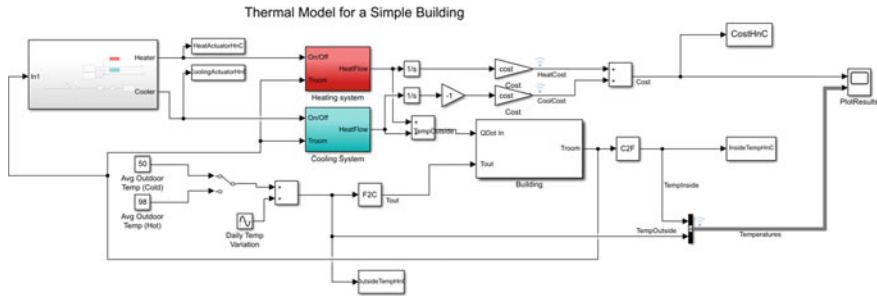 Thermal Model for a Simple Building
HeatActuatorHnC
CoolingActuatorHnC
CostHnC
In1
Heater
Cooler
On/Off
Troom
HeatFlow
Heating system
On/Off
Troom
HeatFlow
Cooling System
1/s
1/s
-1
cost
Cost
HeatCost
cost
Cost
CoolCost
+
+
Cost
PlotResults
+
+
TempOutside
QDot In
Tout
Troom
Building
C2F
InsideTempHnC
TempInside
50
Avg Outdoor
Temp (Cold)
98
Avg Outdoor
Temp (Hot)
Daily Temp
Variation
+
+
F2C
Tout
TempOutside
Temperatures
OutsideTempHnC